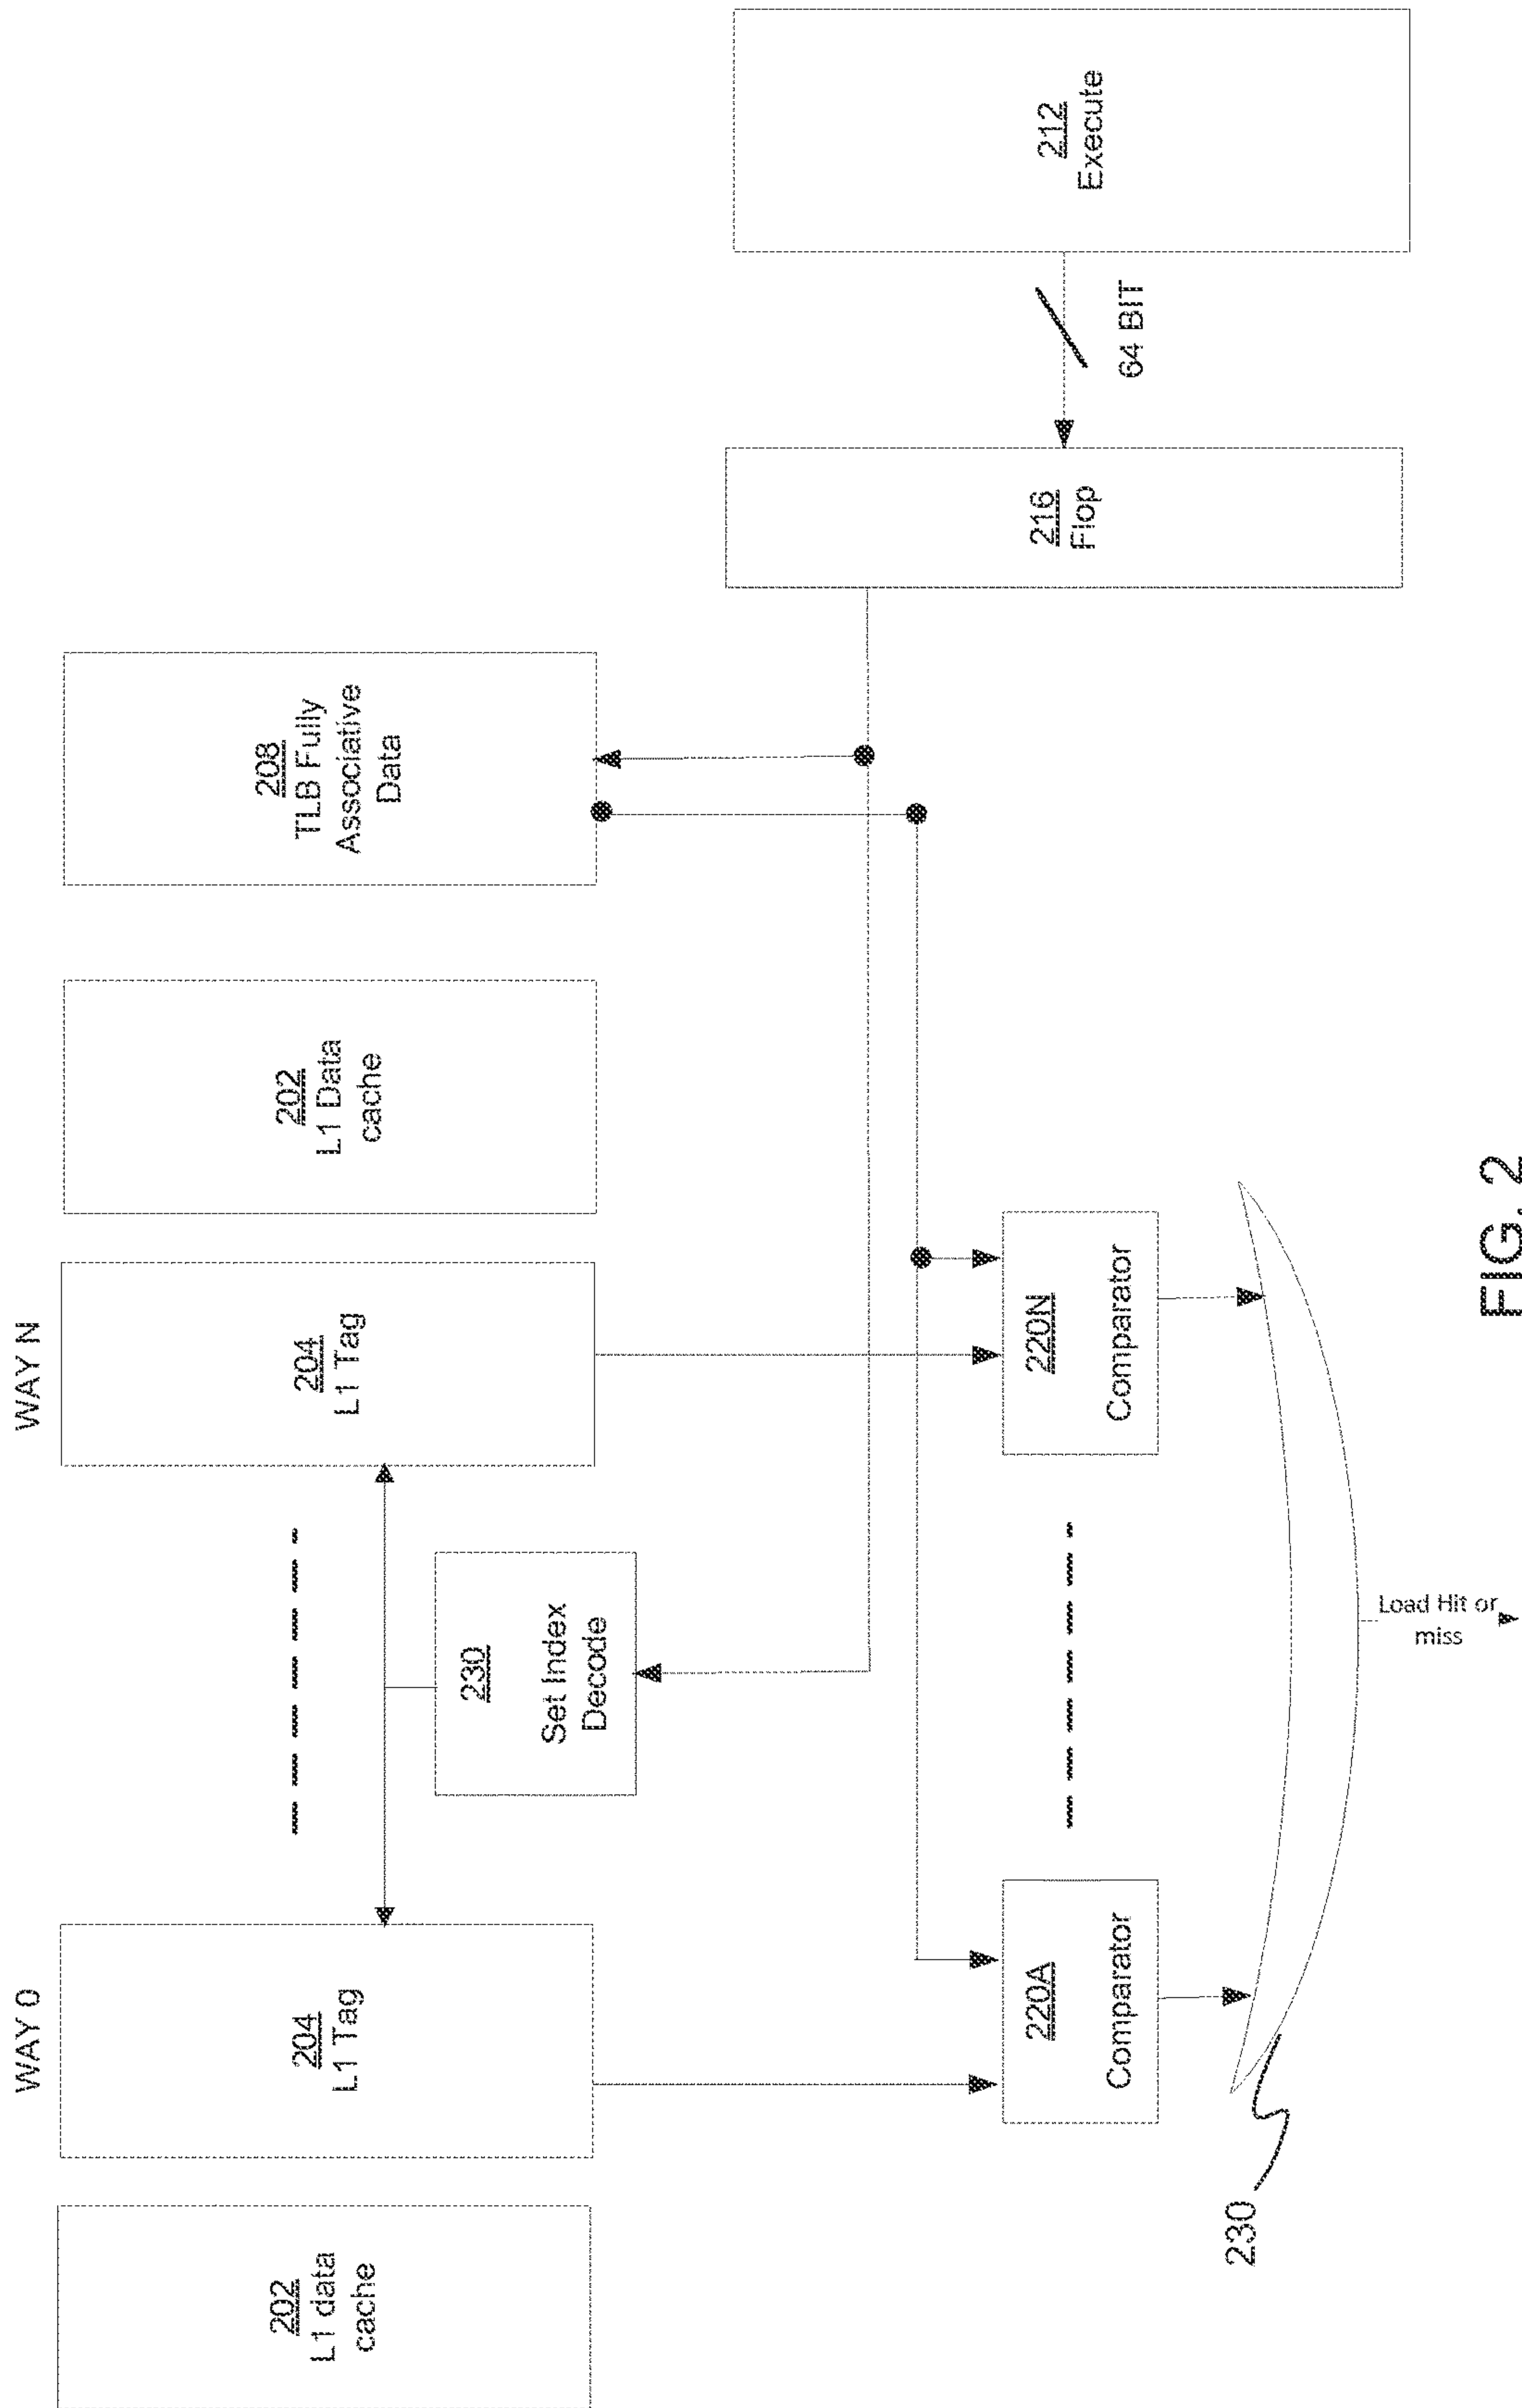 WAY 0
WAY N
202
L1 data
cache
204
L1 Tag
204
L1 Tag
202
L1 Data
cache
208
TLB Fully
Associative
Data
230
Set Index
Decode
220A
Comparator
220N
Comparator
216
Flop
64 BIT
212
Execute
230
Load Hit or
miss
FIG. 2